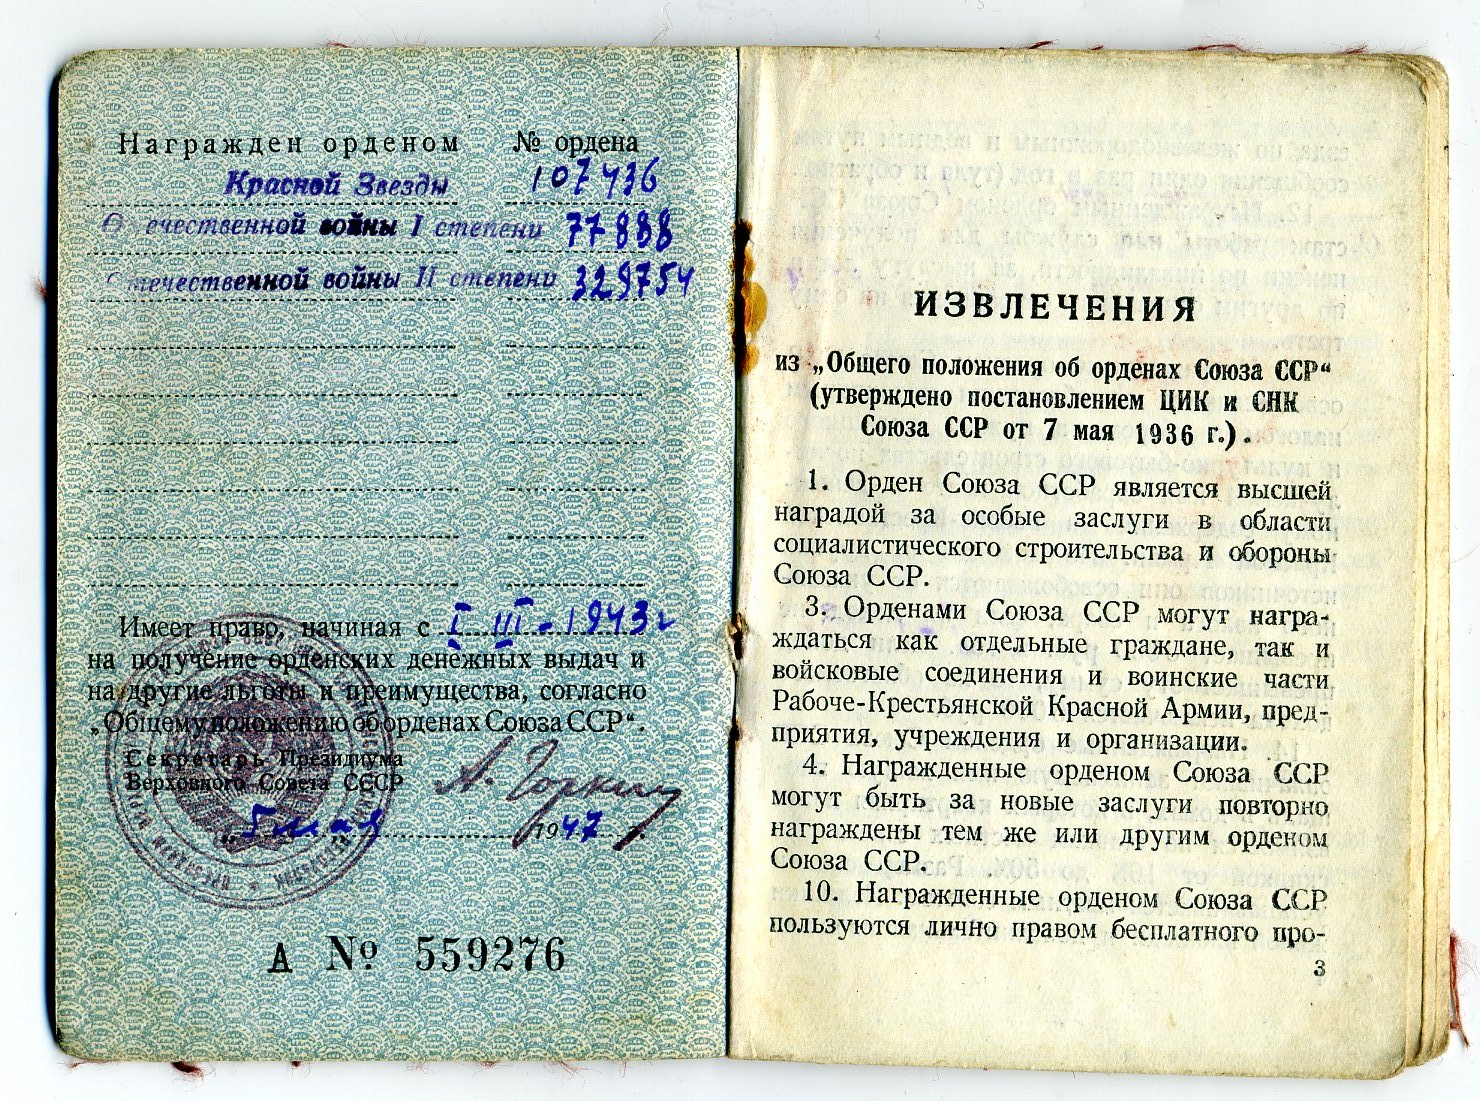 Награжден орденом № ордена
Красной Звезды 107436
Отечественной войны I степени 77888
Отечественной войны II степени 329754
Имеет право, начиная с I III - 1943 г
на получение орденских денежных выдач и
на другие льготы и преимущества, согласно
„Общему положению об орденах Союза ССР“.
Секретарь Президиума
Верховного Совета СССР А. Горкин
„5 мая 1947 г.
А № 559276
ИЗВЛЕЧЕНИЯ
из „Общего положения об орденах Союза ССР“
(утверждено постановлением ЦИК и СНК
Союза ССР от 7 мая 1936 г.).
1. Орден Союза ССР является высшей
наградой за особые заслуги в области
социалистического строительства и обороны
Союза ССР.
3. Орденами Союза ССР могут награ-
ждаться как отдельные граждане, так и
войсковые соединения и воинские части
Рабоче-Крестьянской Красной Армии, пред-
приятия, учреждения и организации.
4. Награжденные орденом Союза ССР
могут быть за новые заслуги повторно
награждены тем же или другим орденом
Союза ССР.
10. Награжденные орденом Союза ССР
пользуются лично правом бесплатного про-
3